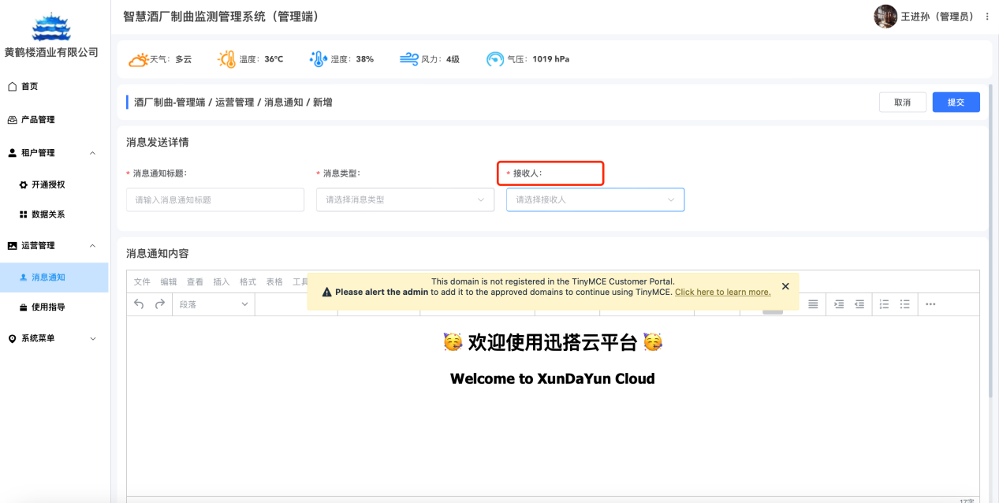 智慧酒厂制曲监测管理系统（管理端）
王进孙（管理员）
黄鹤楼酒业有限公司
首页
产品管理
租户管理
开通授权
数据关系
运营管理
消息通知
使用指导
系统菜单
天气： 多云 温度： 36°C 湿度： 38% 风力： 4级 气压： 1019 hPa
酒厂制曲-管理端 / 运营管理 / 消息通知 / 新增
取消 提交
消息发送详情
* 消息通知标题： * 消息类型： * 接收人：
请输入消息通知标题 请选择消息类型 请选择接收人
消息通知内容
文件 编辑 查看 插入 格式 表格 工具
This domain is not registered in the TinyMCE Customer Portal.
Please alert the admin to add it to the approved domains to continue using TinyMCE. Click here to learn more.
段落
🥳 欢迎使用迅搭云平台 🥳
Welcome to XunDaYun Cloud
17字